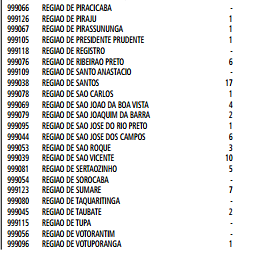 999066 REGIAO DE PIRACICABA -
999126 REGIAO DE PIRAJU 1
999067 REGIAO DE PIRASSUNUNGA 1
999105 REGIAO DE PRESIDENTE PRUDENTE 1
999118 REGIAO DE REGISTRO -
999076 REGIAO DE RIBEIRAO PRETO 6
999109 REGIAO DE SANTO ANASTACIO -
999038 REGIAO DE SANTOS 17
999078 REGIAO DE SAO CARLOS 1
999069 REGIAO DE SAO JOAO DA BOA VISTA 4
999079 REGIAO DE SAO JOAQUIM DA BARRA 2
999095 REGIAO DE SAO JOSE DO RIO PRETO 1
999044 REGIAO DE SAO JOSE DOS CAMPOS 6
999053 REGIAO DE SAO ROQUE 3
999039 REGIAO DE SAO VICENTE 10
999081 REGIAO DE SERTAOZINHO 5
999054 REGIAO DE SOROCABA -
999123 REGIAO DE SUMARE 7
999080 REGIAO DE TAQUARITINGA -
999045 REGIAO DE TAUBATE 2
999115 REGIAO DE TUPA -
999056 REGIAO DE VOTORANTIM -
999096 REGIAO DE VOTUPORANGA 1